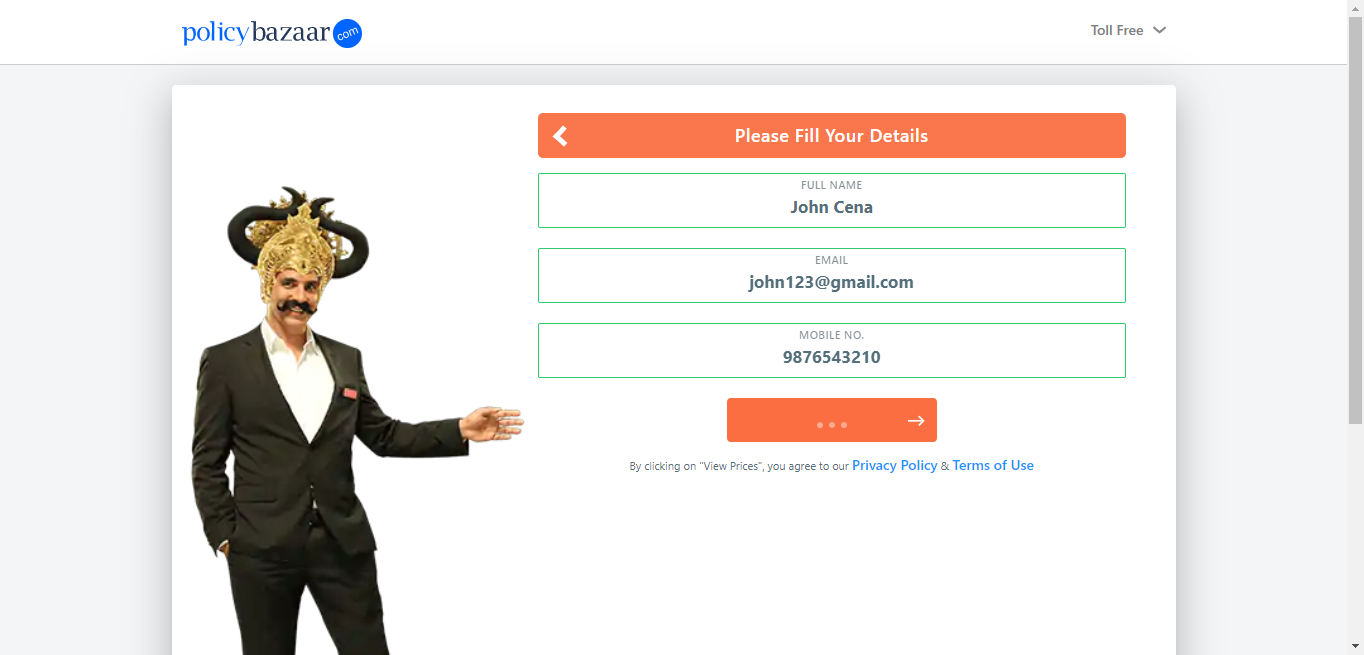 policybazaar com
Toll Free
Please Fill Your Details
FULL NAME
John Cena
EMAIL
john123@gmail.com
MOBILE NO.
9876543210
By clicking on "View Prices", you agree to our Privacy Policy & Terms of Use